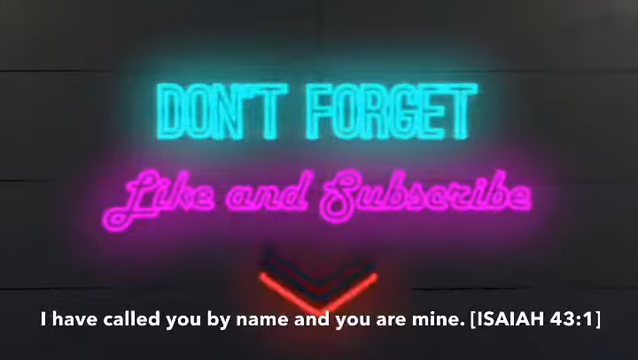 DON'T FORGET
Like and Subscribe
I have called you by name and you are mine. [ISAIAH 43:1]